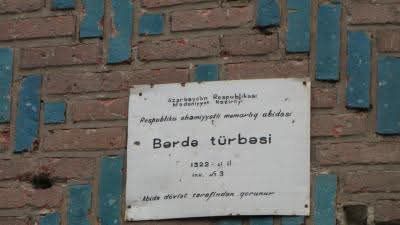 Azərbaycan Respublikası
Mədəniyyət Nazirliyi
Respublika əhəmiyyətli memarlıq abidəsi
Bərdə türbəsi
1322-ci il
inv. № 3
Abidə dövlət tərəfindən qorunur